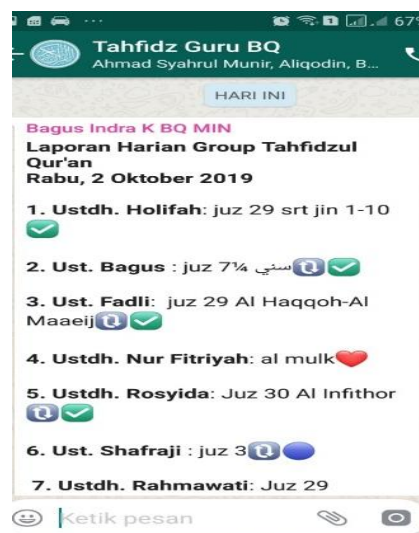 67%
Tahfidz Guru BQ
Ahmad Syahrul Munir, Aliqodin, B...
HARI INI
Bagus Indra K BQ MIN
Laporan Harian Group Tahfidzul
Qur'an
Rabu, 2 Oktober 2019
1. Ustdh. Holifah: juz 29 srt jin 1-10
✅
2. Ust. Bagus : juz 7¼ سني🔃✅
3. Ust. Fadli: juz 29 Al Haqqoh-Al
Maaeij🔃✅
4. Ustdh. Nur Fitriyah: al mulk❤️
5. Ustdh. Rosyida: Juz 30 Al Infithor
🔃✅
6. Ust. Shafraji : juz 3🔃🔵
7. Ustdh. Rahmawati: Juz 29
Ketik pesan